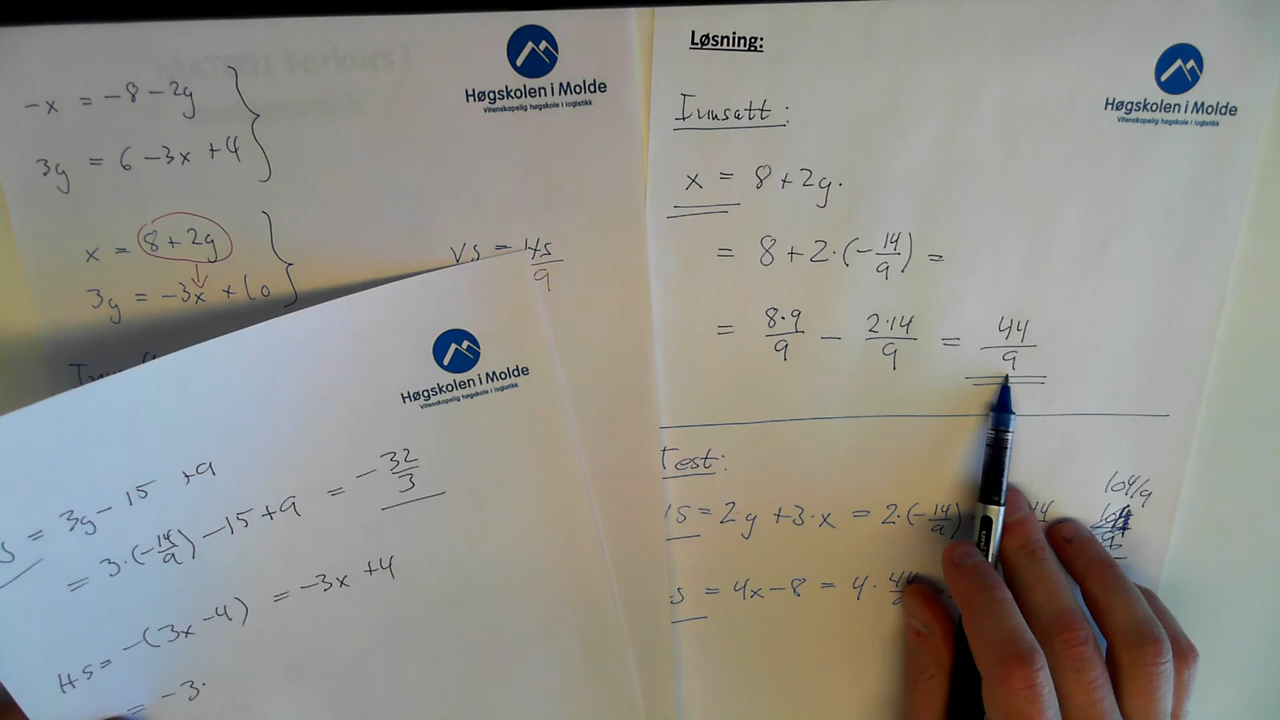 -x = -8 - 2y
3y = 6 - 3x + 4
x = 8 + 2y
3y = -3x + 10
VS = 45/9
Høgskolen i Molde
Vitenskapelig høgskole i logistikk
S = 3y - 15 + 9
= 3·(-14/9) - 15 + 9 = -32/3
HS = -(3x - 4) = -3x + 4
= -3·
Høgskolen i Molde
Vitenskapelig høgskole i logistikk
Løsning:
Innsatt:
x = 8 + 2y.
= 8 + 2·(-14/9) =
= 8·9/9 - 2·14/9 = 44/9
Høgskolen i Molde
Vitenskapelig høgskole i logistikk
Test:
S = 2·y + 3·x = 2·(-14/9)
104/9
S = 4x - 8 = 4·